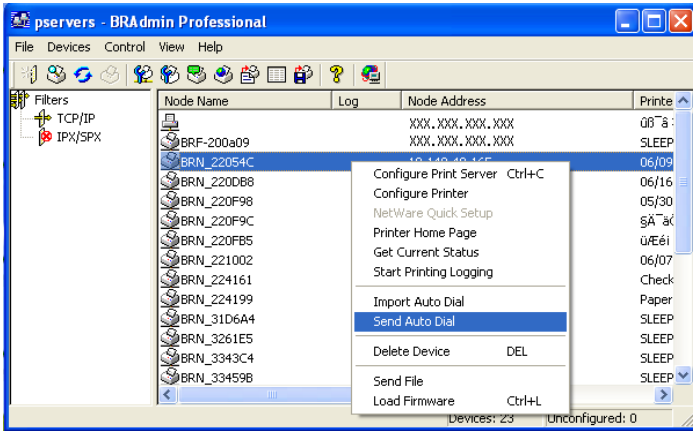 pservers - BRAdmin Professional
File Devices Control View Help
Filters
TCP/IP
IPX/SPX
Node Name Log Node Address Printe
XXX.XXX.XXX.XXX
BRF-200a09 XXX.XXX.XXX.XXX SLEEP
BRN_22054C 06/09
BRN_220DB8 06/16
BRN_220F98 05/30
BRN_220F9C
BRN_220FB5
BRN_221002 06/07
BRN_224161 Check
BRN_224199 Paper
BRN_31D6A4 SLEEP
BRN_3261E5 SLEEP
BRN_3343C4 SLEEP
BRN_33459B SLEEP
Configure Print Server Ctrl+C
Configure Printer
NetWare Quick Setup
Printer Home Page
Get Current Status
Start Printing Logging
Import Auto Dial
Send Auto Dial
Delete Device DEL
Send File
Load Firmware Ctrl+L
Devices: 23 Unconfigured: 0